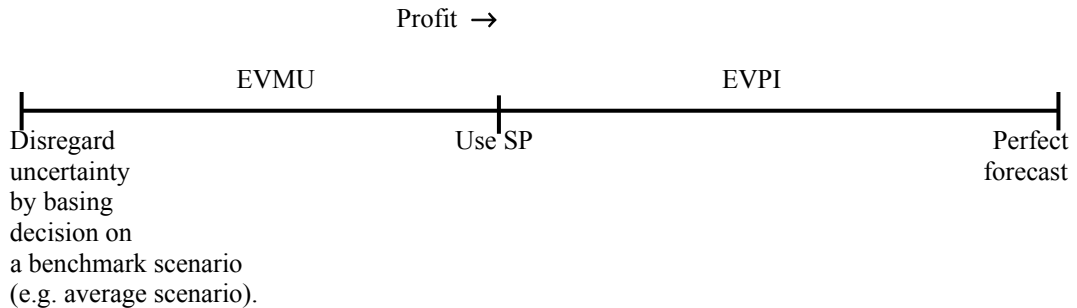 Profit →
EVMU EVPI
Disregard Use SP Perfect
uncertainty forecast
by basing
decision on
a benchmark scenario
(e.g. average scenario).